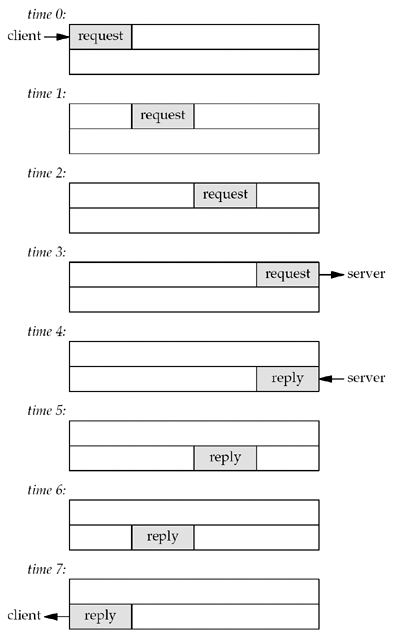 time 0:
client request
time 1:
request
time 2:
request
time 3:
request server
time 4:
reply server
time 5:
reply
time 6:
reply
time 7:
client reply